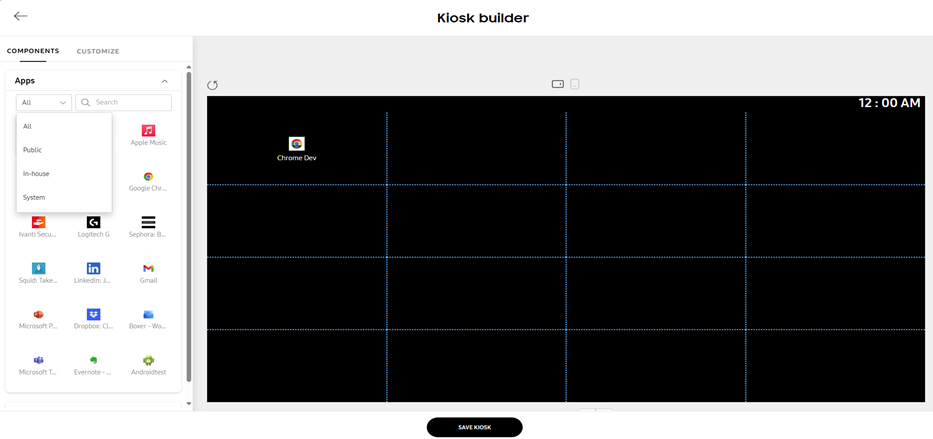 Kiosk builder
COMPONENTS CUSTOMIZE
Apps
All Search
All
Public
In-house
System
Apple Music
Google Chr...
Ivanti Secu... Logitech G Sephora: B...
Squid: Take... LinkedIn: J... Gmail
Microsoft P... Dropbox: Cl... Boxer - Wo...
Microsoft T... Evernote - ... Androidtest
12 : 00 AM
Chrome Dev
SAVE KIOSK